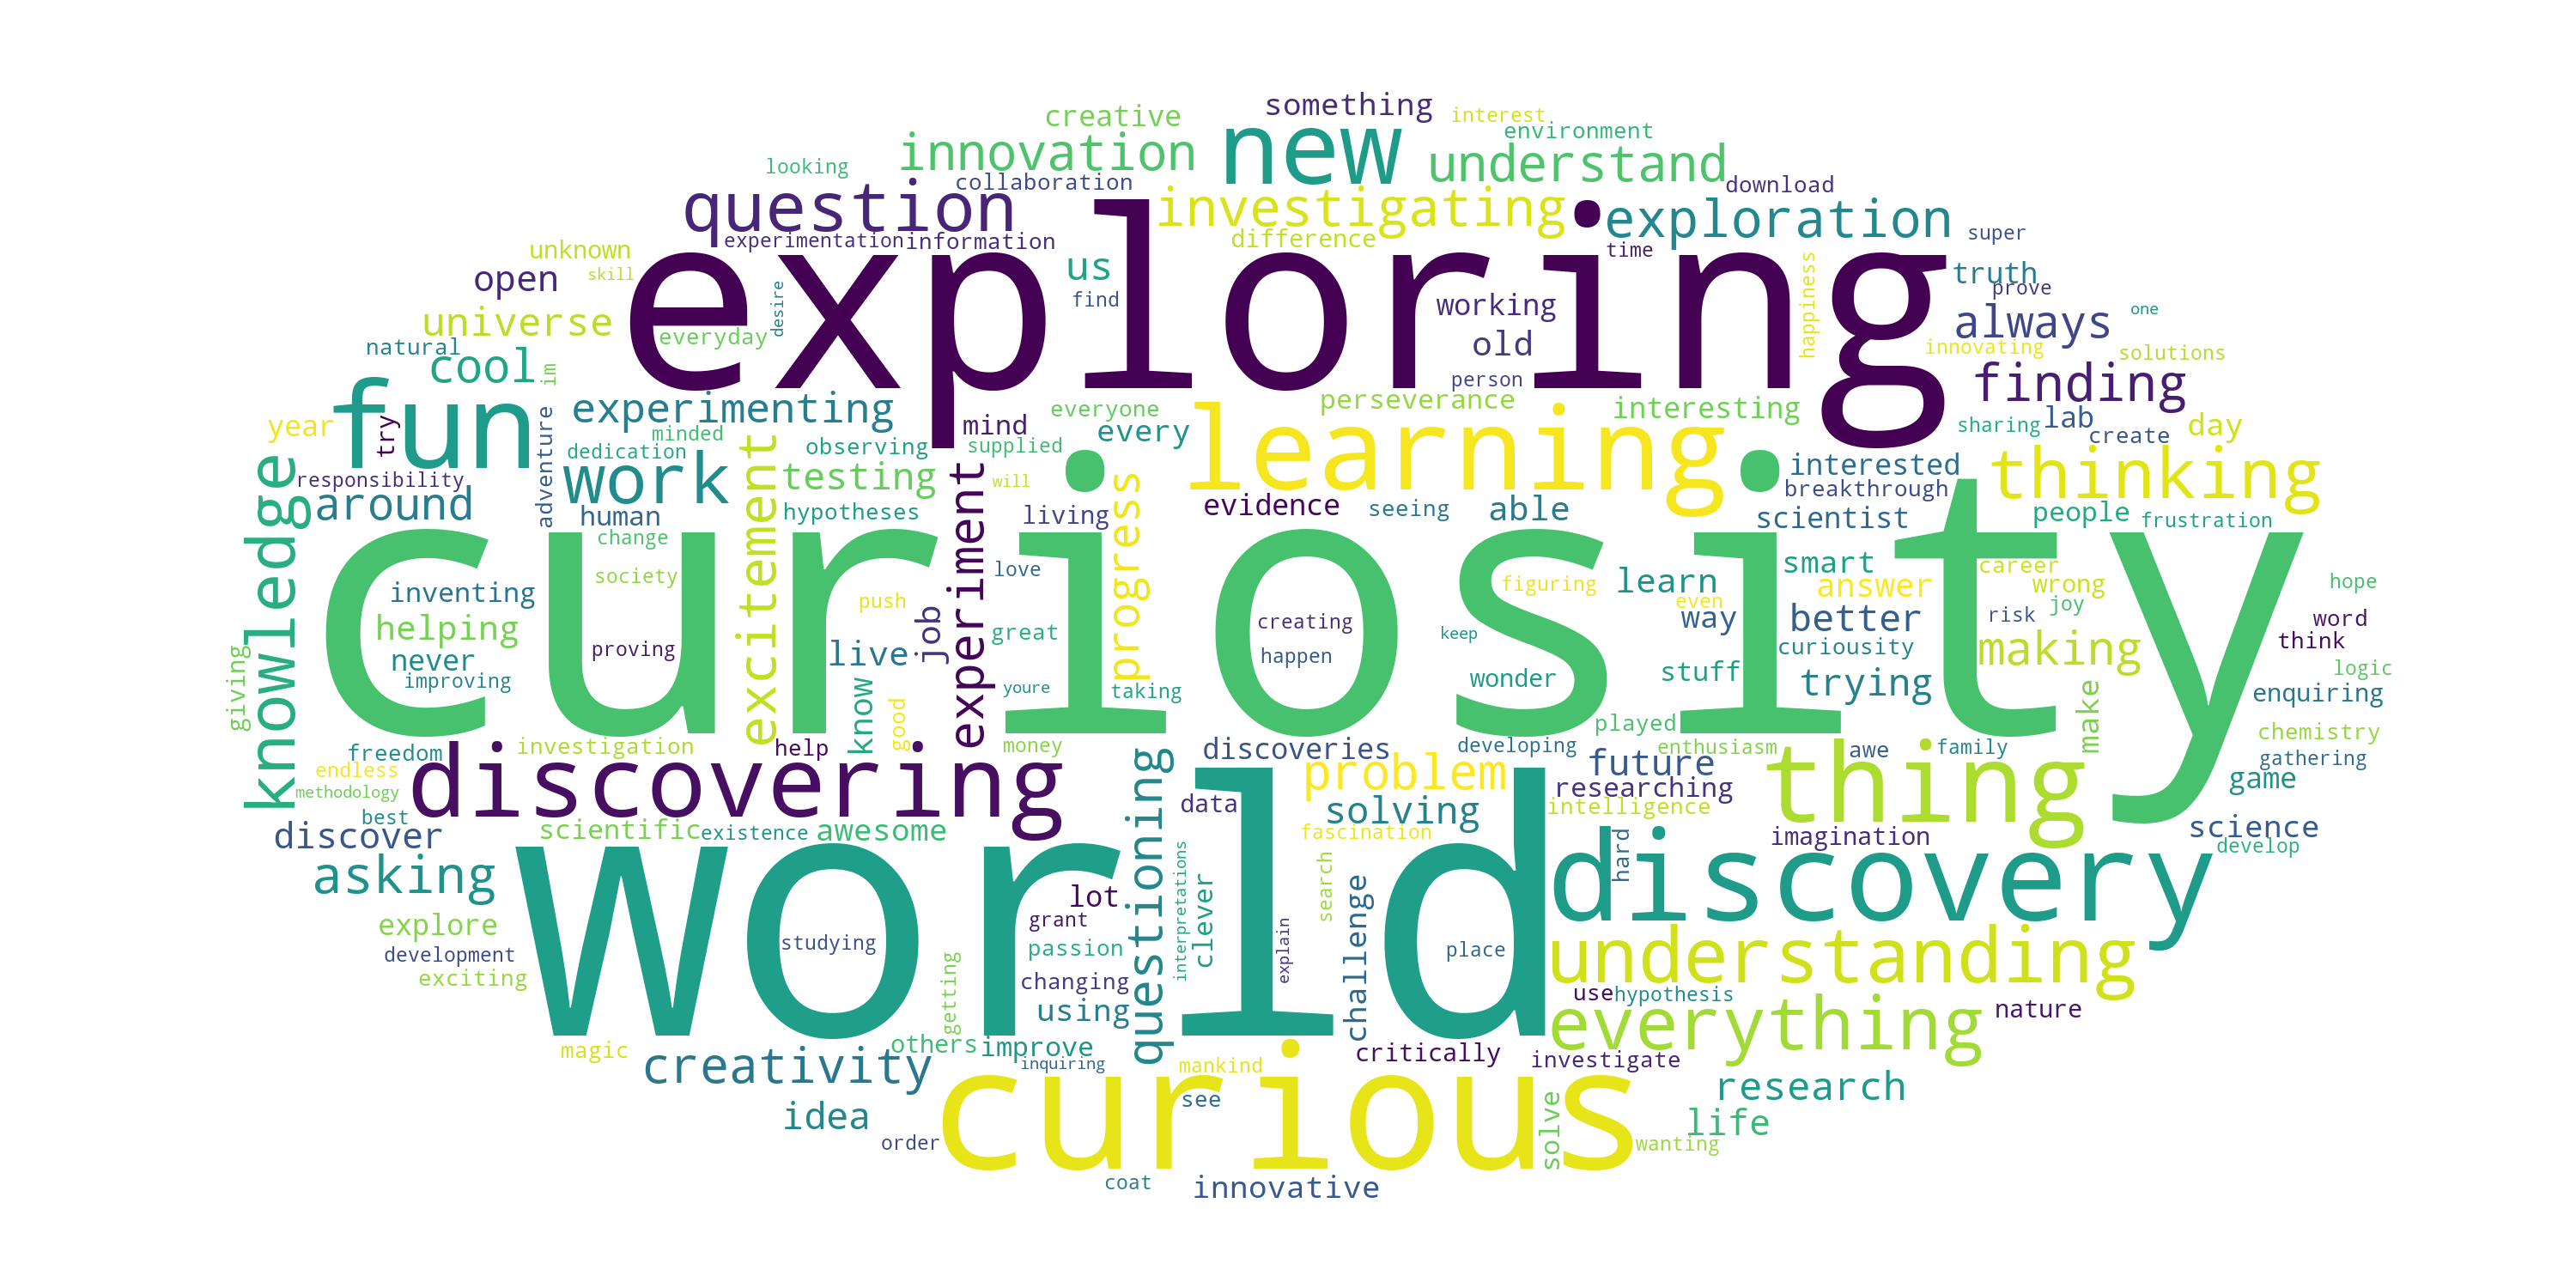 something
interest
creative
environment
innovation
new
understand
looking
collaboration
download
question
investigating
exploration
experimentation
information
difference
time
super
unknown
skill
open
us
find
exploring
working
happiness
truth
prove
one
universe
everyday
desire
old
always
innovating
solutions
natural
cool
im
person
finding
fun
experimenting
perseverance
interesting
year
try
adventure
minded
mind
everyone
every
learning
sharing
lab
create
day
dedication
observing
supplied
knowledge
responsibility
work
excitement
testing
experiment
will
progress
interested
breakthrough
thinking
around
human
hypotheses
living
evidence
seeing
able
scientist
people
frustration
change
curiosity
society
love
inventing
push
figuring
learn
even
smart
answer
career
wrong
hope
helping
job
great
creating
keep
way
better
risk
joy
word
giving
never
proving
live
happen
stuff
curiousity
making
think
improving
know
youre
taking
wonder
trying
make
logic
enquiring
good
played
chemistry
freedom
investigation
help
money
discoveries
developing
enthusiasm
awe
family
gathering
endless
methodology
discovering
questioning
problem
future
researching
thing
game
best
data
solving
intelligence
discover
scientific
existence
awesome
fascination
hard
imagination
science
develop
asking
world
interpretations
clever
search
challenge
discovery
lot
grant
explore
development
exciting
studying
passion
explain
place
understanding
getting
changing
using
use
hypothesis
everything
nature
magic
others
improve
inquiring
mankind
critically
investigate
creativity
curious
see
research
idea
solve
life
order
wanting
coat
innovative